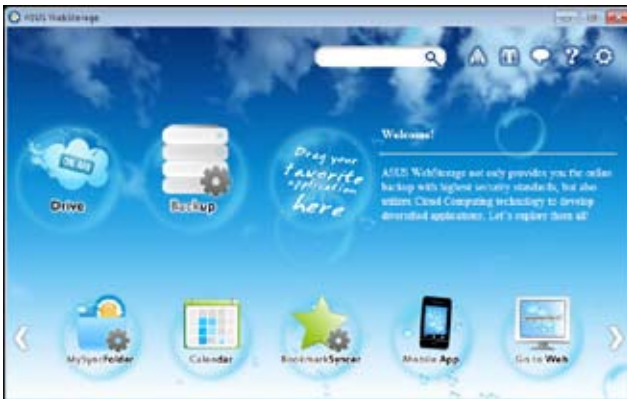 ASUS WebStorage
Welcome!
ASUS WebStorage not only provides you the online
backup with highest security standards, but also
utilizes Cloud Computing technology to develop
diversified applications. Let's explore them all!
Drag your
favorite
application
here
ON AIR
Drive
Backup
MySyncFolder
Calendar
BookmarkSyncer
Mobile App
Go to Web